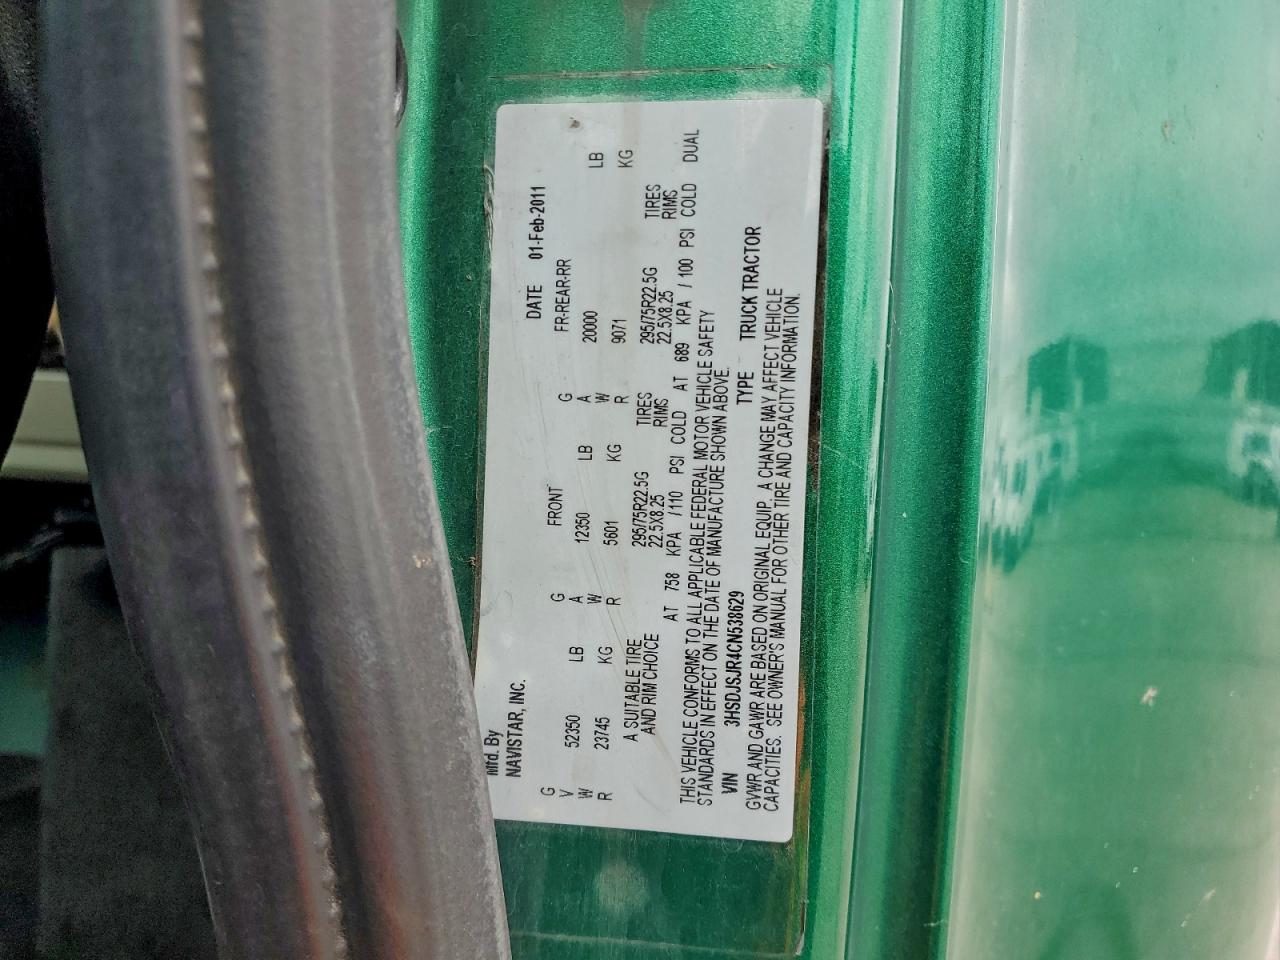 Mfd. By
NAVISTAR, INC. DATE 01-Feb-2011
G FRONT FR-REAR-RR
V 52350 LB G 12350 LB G 20000 LB
W A A
R 23745 KG W 5601 KG W 9071 KG
R R
A SUITABLE TIRE 295/75R22.5G TIRES 295/75R22.5G TIRES
AND RIM CHOICE 22.5X8.25 RIMS 22.5X8.25 RIMS
AT 758 KPA /110 PSI COLD AT 689 KPA /100 PSI COLD DUAL
THIS VEHICLE CONFORMS TO ALL APPLICABLE FEDERAL MOTOR VEHICLE SAFETY
STANDARDS IN EFFECT ON THE DATE OF MANUFACTURE SHOWN ABOVE.
VIN 3HSDJSJR4CN538629 TYPE TRUCK TRACTOR
GVWR AND GAWR ARE BASED ON ORIGINAL EQUIP. A CHANGE MAY AFFECT VEHICLE
CAPACITIES. SEE OWNER'S MANUAL FOR OTHER TIRE AND CAPACITY INFORMATION.